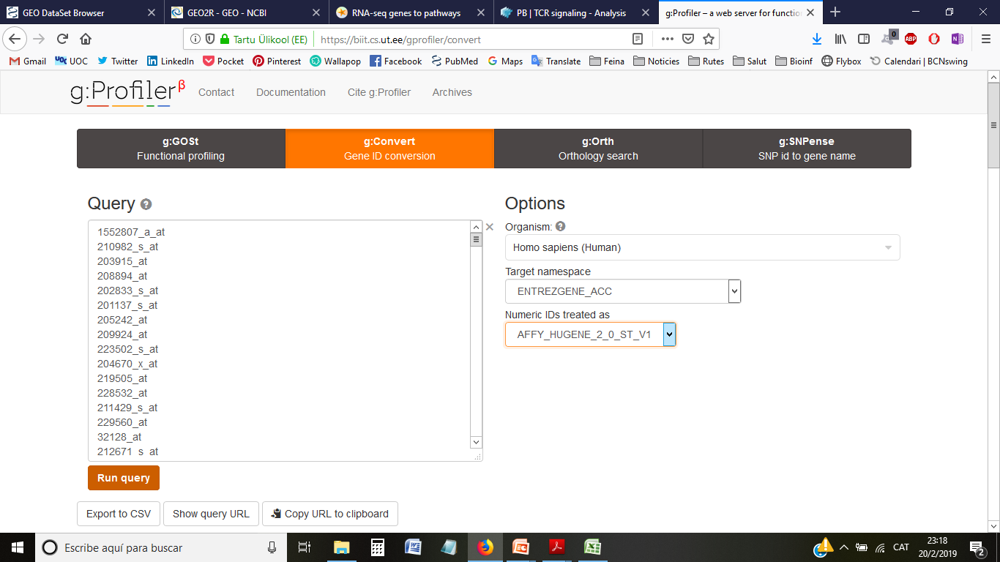 GEO DataSet Browser
GEO2R - GEO - NCBI
RNA-seq genes to pathways
PB | TCR signaling - Analysis
g:Profiler – a web server for functio
Tartu Ülikool (EE)
https://biit.cs.ut.ee/gprofiler/convert
0
ABP
Gmail
UOC
Twitter
LinkedIn
Pocket
Pinterest
Wallapop
Facebook
PubMed
Maps
Translate
Feina
Noticies
Rutes
Salut
Bioinf
Flybox
Calendari | BCNswing
g:Profiler β
Contact
Documentation
Cite g:Profiler
Archives
g:GOSt
Functional profiling
g:Convert
Gene ID conversion
g:Orth
Orthology search
g:SNPense
SNP id to gene name
Query
1552807_a_at
210982_s_at
203915_at
208894_at
202833_s_at
201137_s_at
205242_at
209924_at
223502_s_at
204670_x_at
219505_at
228532_at
211429_s_at
229560_at
32128_at
212671_s_at
Run query
Export to CSV
Show query URL
Copy URL to clipboard
Options
Organism:
Homo sapiens (Human)
Target namespace
ENTREZGENE_ACC
Numeric IDs treated as
AFFY_HUGENE_2_0_ST_V1
Escribe aquí para buscar
CAT
23:18
20/2/2019
2